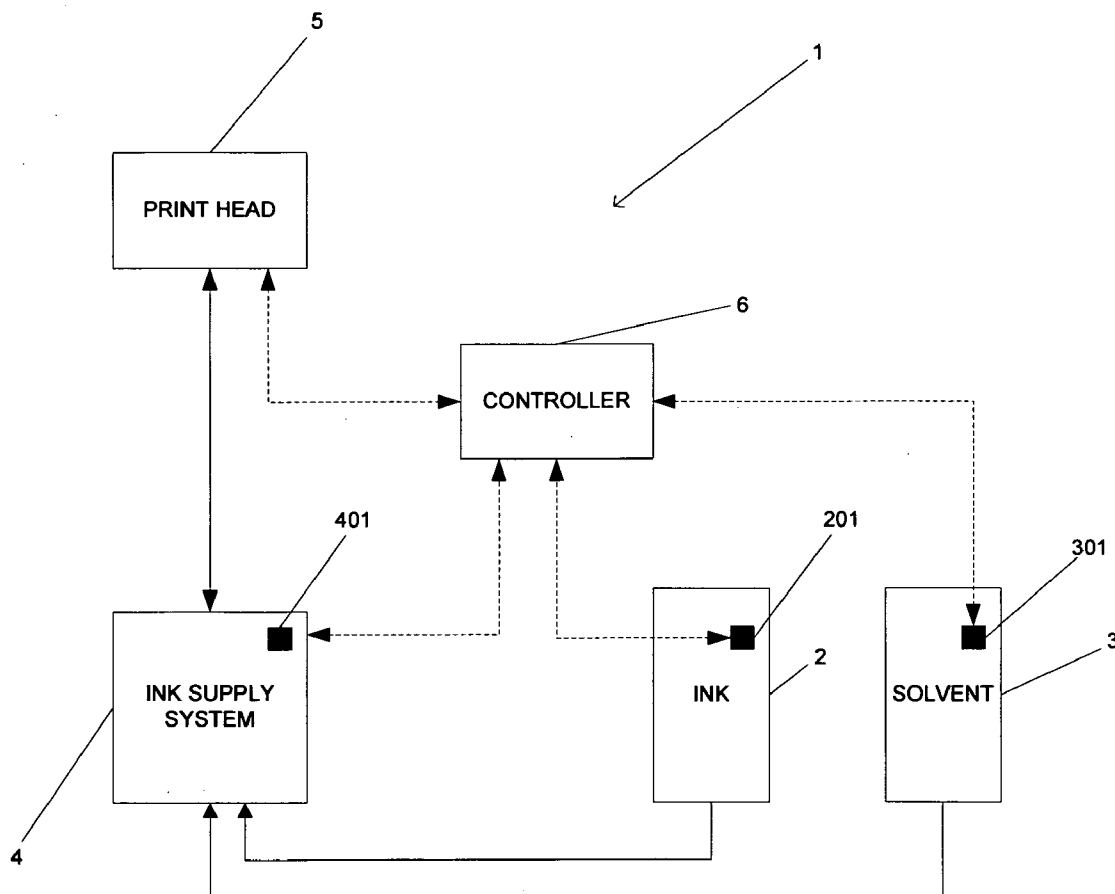 5
1
PRINT HEAD
6
CONTROLLER
401
201
301
2
3
INK SUPPLY
SYSTEM
INK
SOLVENT
4